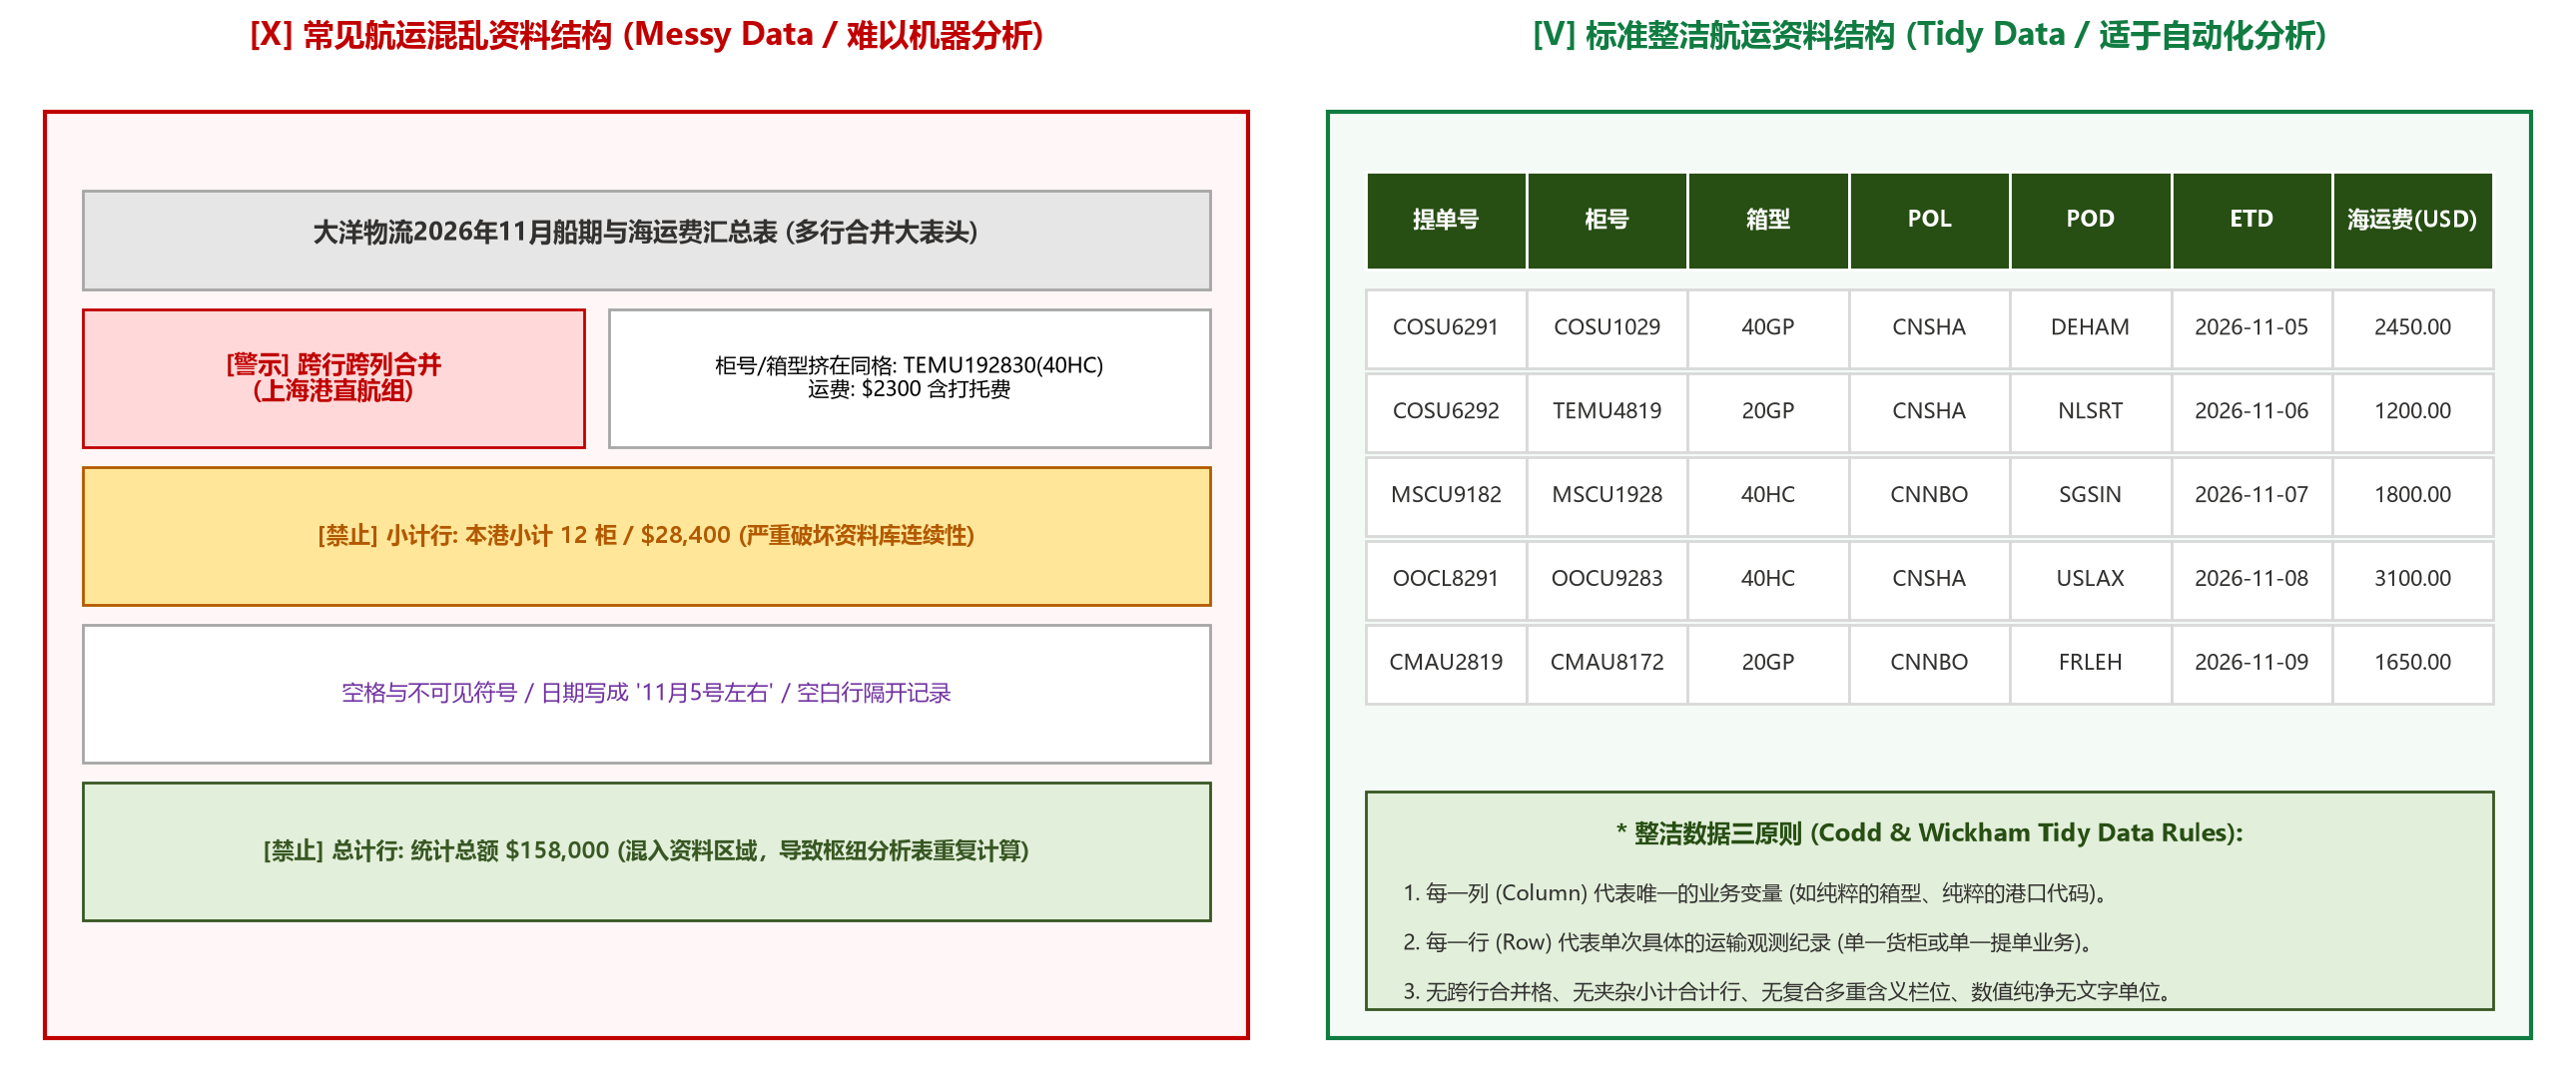 [X] 常见航运混乱资料结构 (Messy Data / 难以机器分析)
大洋物流2026年11月船期与海运费汇总表 (多行合并大表头)
[警示] 跨行跨列合并
(上海港直航组)
柜号/箱型挤在同格: TEMU192830(40HC)
运费: $2300 含打托费
[禁止] 小计行: 本港小计 12 柜 / $28,400 (严重破坏资料库连续性)
空格与不可见符号 / 日期写成 '11月5号左右' / 空白行隔开记录
[禁止] 总计行: 统计总额 $158,000 (混入资料区域，导致枢纽分析表重复计算)
[V] 标准整洁航运资料结构 (Tidy Data / 适于自动化分析)
提单号 柜号 箱型 POL POD ETD 海运费(USD)
COSU6291 COSU1029 40GP CNSHA DEHAM 2026-11-05 2450.00
COSU6292 TEMU4819 20GP CNSHA NLSRT 2026-11-06 1200.00
MSCU9182 MSCU1928 40HC CNNBO SGSIN 2026-11-07 1800.00
OOCL8291 OOCU9283 40HC CNSHA USLAX 2026-11-08 3100.00
CMAU2819 CMAU8172 20GP CNNBO FRLEH 2026-11-09 1650.00
* 整洁数据三原则 (Codd & Wickham Tidy Data Rules):
1. 每一列 (Column) 代表唯一的业务变量 (如纯粹的箱型、纯粹的港口代码)。
2. 每一行 (Row) 代表单次具体的运输观测纪录 (单一货柜或单一提单业务)。
3. 无跨行合并格、无夹杂小计合计行、无复合多重含义栏位、数值纯净无文字单位。